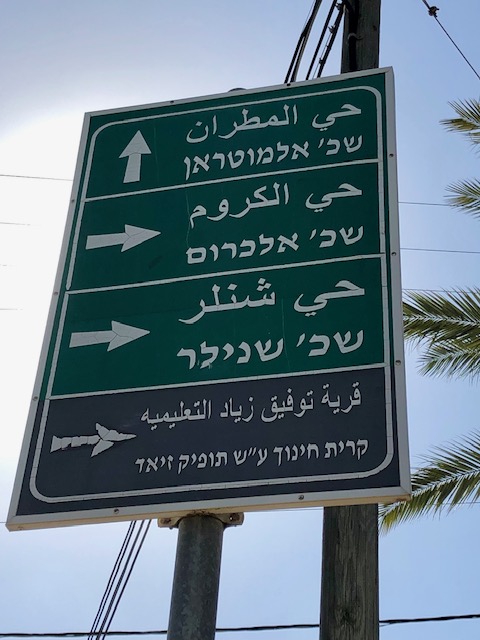 حي المطران
שכ' אלמוטראן
حي الكروم
שכ' אלכרום
حي شنلر
שכ' שנילר
قرية توفيق زياد التعليميه
קרית חינוך ע"ש תופיק זיאד